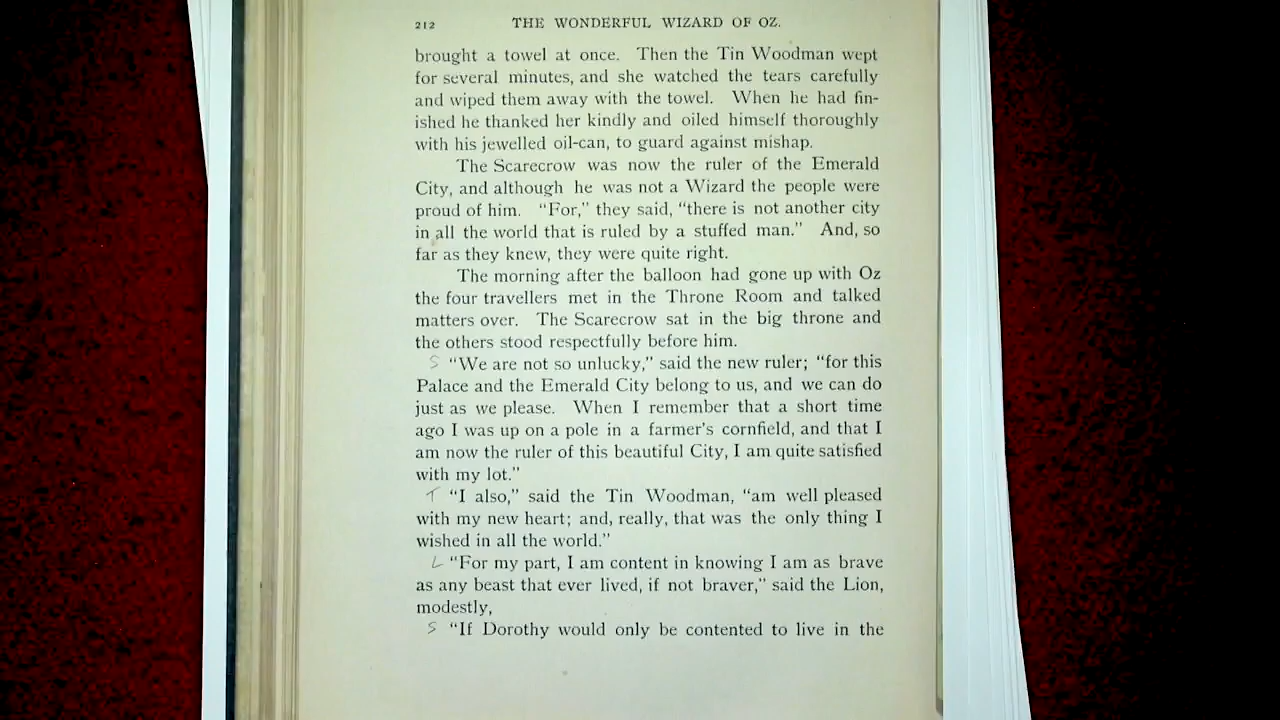 212 THE WONDERFUL WIZARD OF OZ.
brought a towel at once. Then the Tin Woodman wept
for several minutes, and she watched the tears carefully
and wiped them away with the towel. When he had fin-
ished he thanked her kindly and oiled himself thoroughly
with his jewelled oil-can, to guard against mishap.
The Scarecrow was now the ruler of the Emerald
City, and although he was not a Wizard the people were
proud of him. “For,” they said, “there is not another city
in all the world that is ruled by a stuffed man.” And, so
far as they knew, they were quite right.
The morning after the balloon had gone up with Oz
the four travellers met in the Throne Room and talked
matters over. The Scarecrow sat in the big throne and
the others stood respectfully before him.
S “We are not so unlucky,” said the new ruler; “for this
Palace and the Emerald City belong to us, and we can do
just as we please. When I remember that a short time
ago I was up on a pole in a farmer's cornfield, and that I
am now the ruler of this beautiful City, I am quite satisfied
with my lot.”
T “I also,” said the Tin Woodman, “am well pleased
with my new heart; and, really, that was the only thing I
wished in all the world.”
L “For my part, I am content in knowing I am as brave
as any beast that ever lived, if not braver,” said the Lion,
modestly,
S “If Dorothy would only be contented to live in the